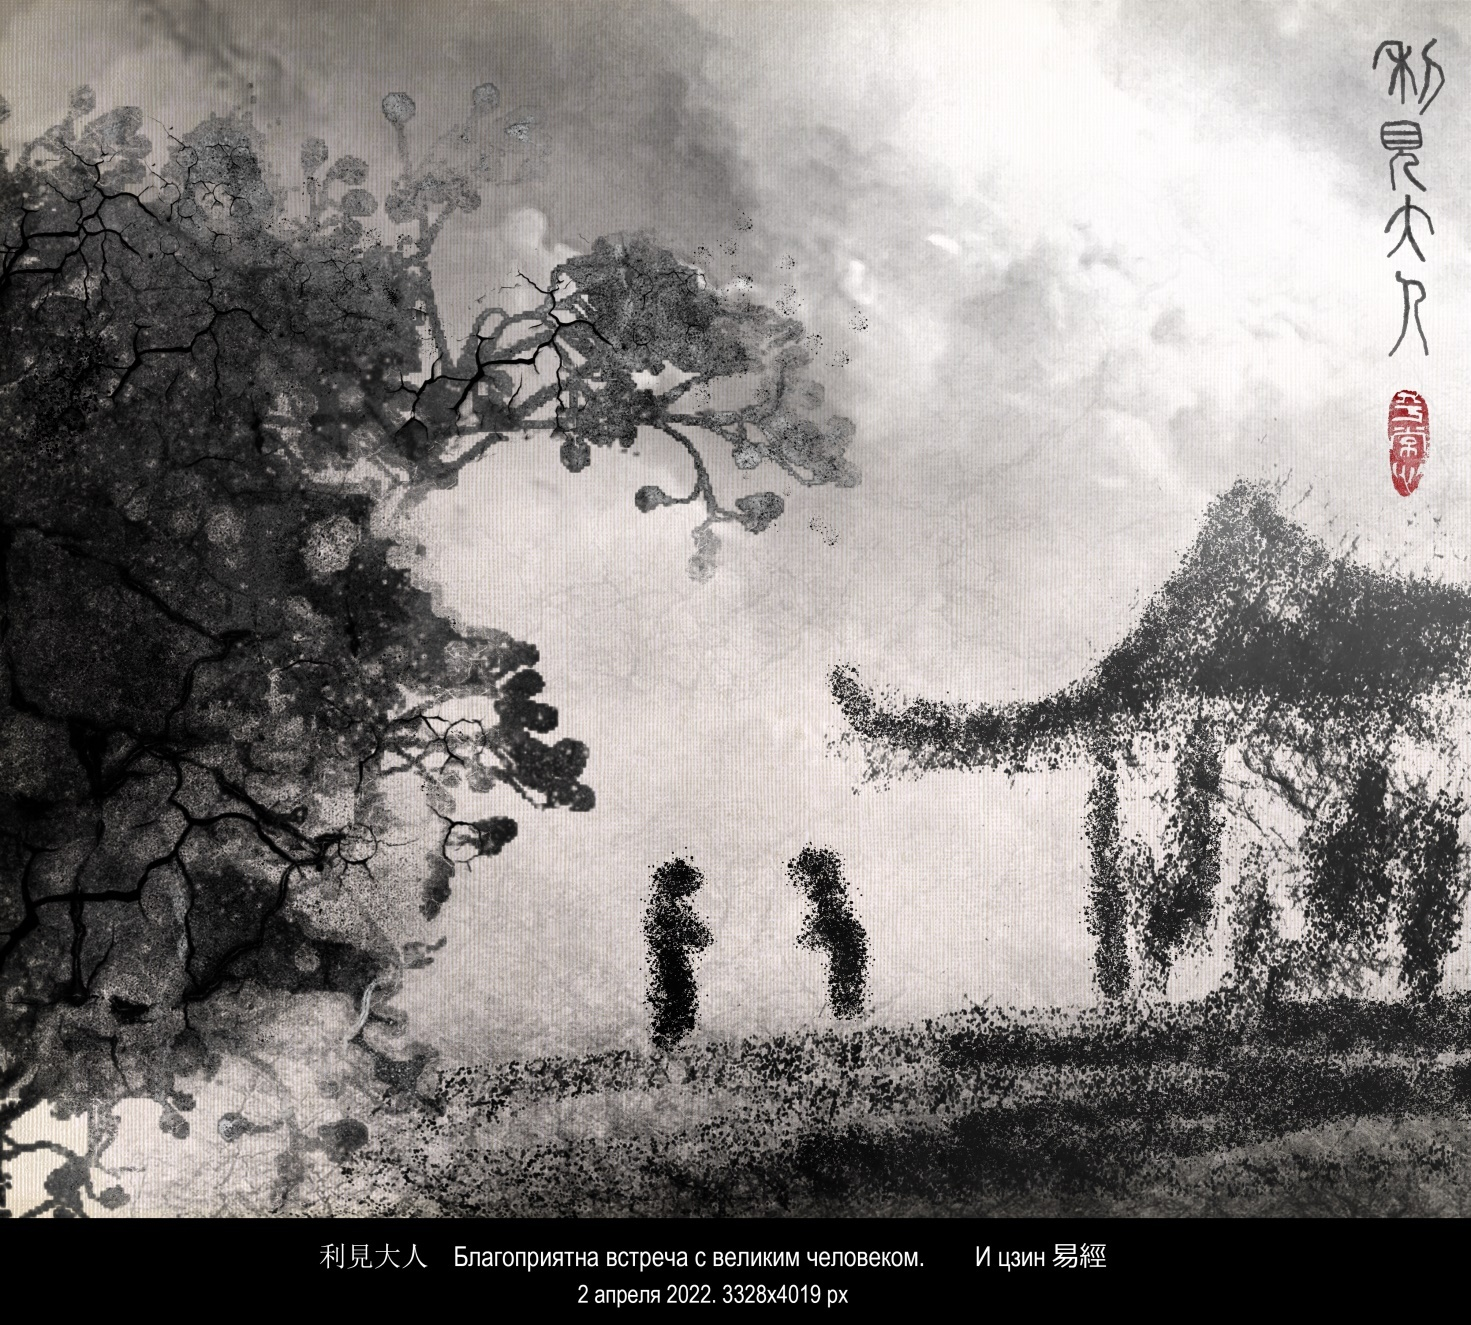 利見大人
利見大人 Благоприятна встреча с великим человеком. И цзин 易經
2 апреля 2022. 3328x4019 px